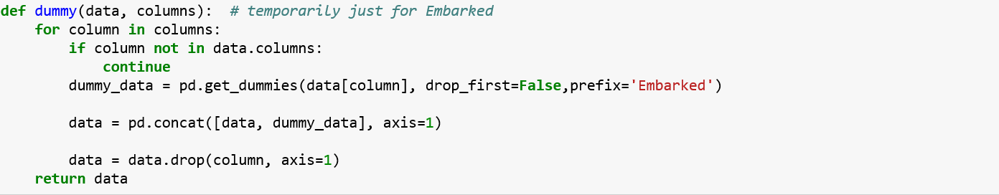 def dummy(data, columns):  # temporarily just for Embarked
    for column in columns:
        if column not in data.columns:
            continue
        dummy_data = pd.get_dummies(data[column], drop_first=False,prefix='Embarked')

        data = pd.concat([data, dummy_data], axis=1)

        data = data.drop(column, axis=1)
    return data